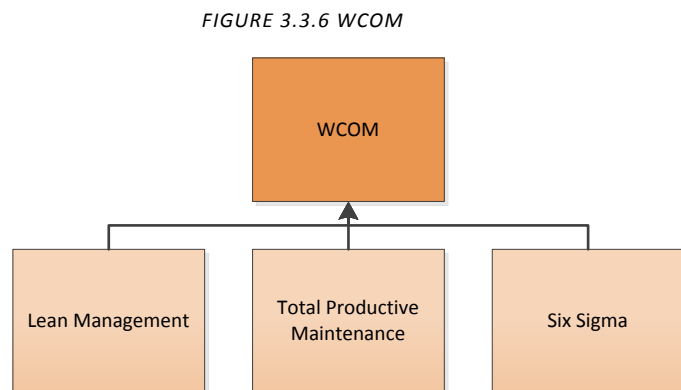 FIGURE 3.3.6 WCOM
WCOM
Lean Management
Total Productive
Maintenance
Six Sigma